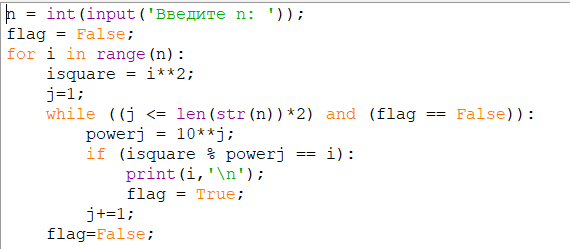 n = int(input('Введите n: '));
flag = False;
for i in range(n):
    isquare = i**2;
    j=1;
    while ((j <= len(str(n))*2) and (flag == False)):
        powerj = 10**j;
        if (isquare % powerj == i):
            print(i,'\n');
            flag = True;
        j+=1;
    flag=False;